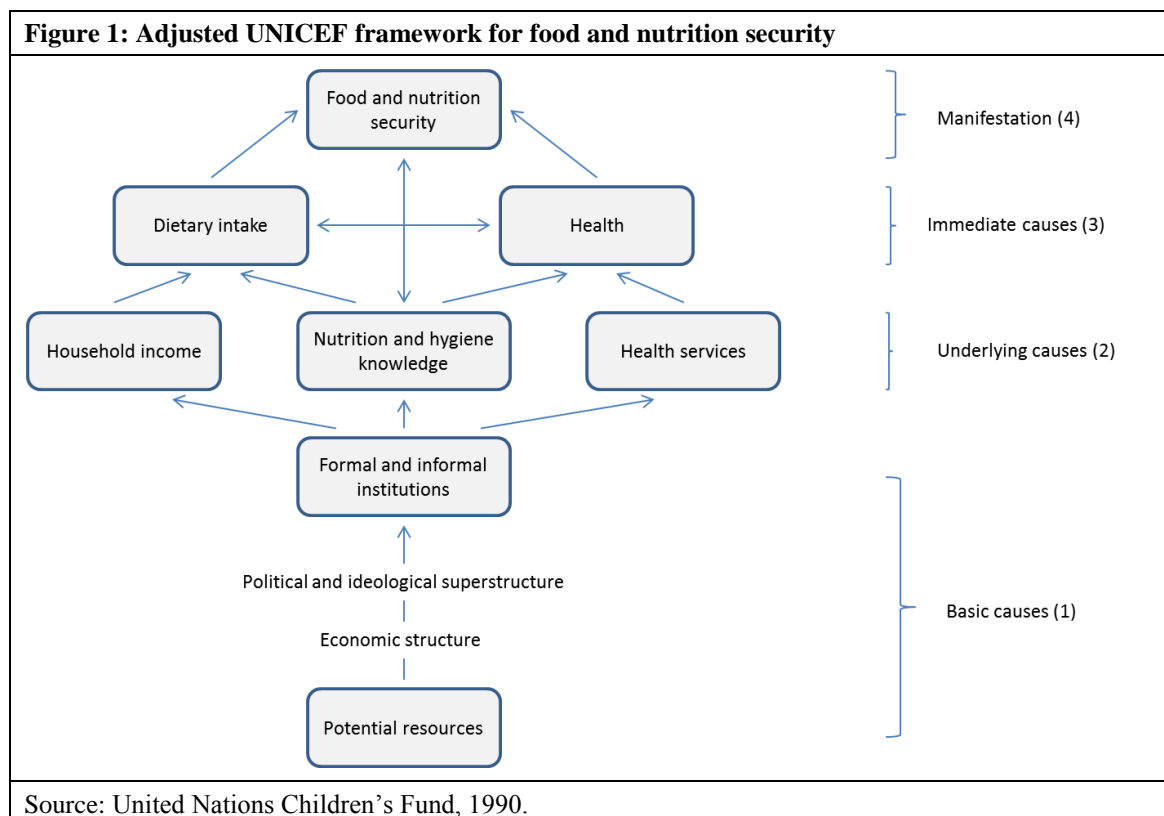 Figure 1: Adjusted UNICEF framework for food and nutrition security
Food and nutrition
security
Manifestation (4)
Dietary intake
Health
Immediate causes (3)
Household income
Nutrition and hygiene
knowledge
Health services
Underlying causes (2)
Formal and informal
institutions
Political and ideological superstructure
Economic structure
Basic causes (1)
Potential resources
Source: United Nations Children’s Fund, 1990.